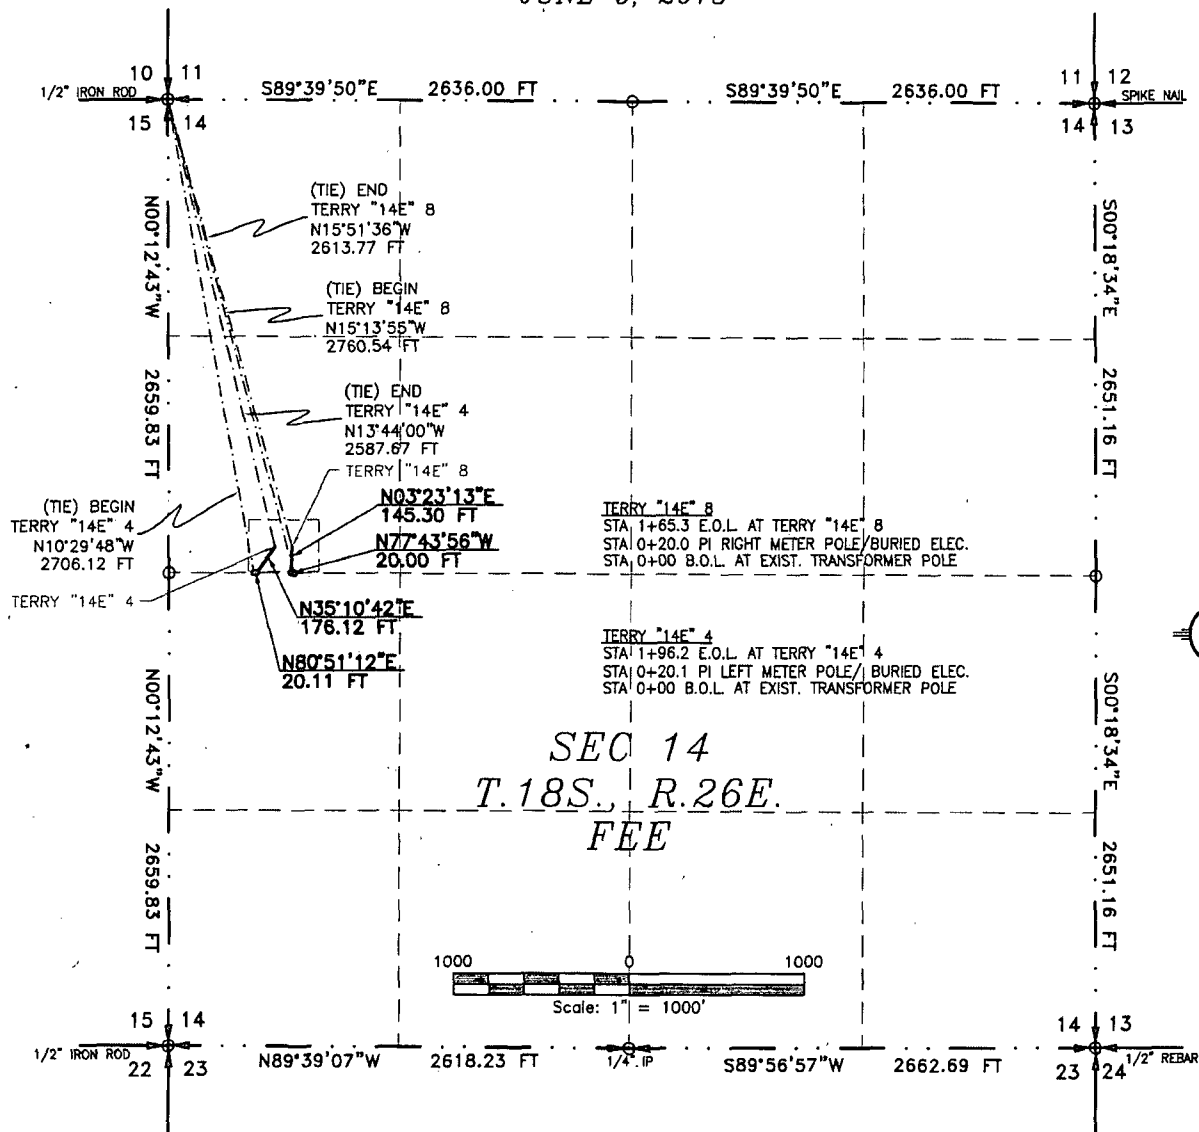 10 11
11 12
1/2" IRON ROD
S89°39'50"E 2636.00 FT
S89°39'50"E 2636.00 FT
SPIKE NAIL
15 14
14 13
(TIE) END
TERRY "14E" 8
N15°51'36"W
2613.77 FT
N00°12'43"W 2659.83 FT
S00°18'34"E 2651.16 FT
(TIE) BEGIN
TERRY "14E" 8
N15°13'55"W
2760.54 FT
(TIE) END
TERRY "14E" 4
N13°44'00"W
2587.67 FT
TERRY "14E" 8
N03°23'13"E
145.30 FT
(TIE) BEGIN
TERRY "14E" 4
N10°29'48"W
2706.12 FT
N77°43'56"W
20.00 FT
TERRY "14E" 8
STA 1+65.3 E.O.L. AT TERRY "14E" 8
STA 0+20.0 PI RIGHT METER POLE/BURIED ELEC.
STA 0+00 B.O.L. AT EXIST. TRANSFORMER POLE
TERRY "14E" 4
N35°10'42"E
176.12 FT
N80°51'12"E
20.11 FT
TERRY "14E" 4
STA 1+96.2 E.O.L. AT TERRY "14E" 4
STA 0+20.1 PI LEFT METER POLE/ BURIED ELEC.
STA 0+00 B.O.L. AT EXIST. TRANSFORMER POLE
N00°12'43"W 2659.83 FT
S00°18'34"E 2651.16 FT
SEC 14
T.18S., R.26E.
FEE
1000 0 1000
Scale: 1" = 1000'
15 14
14 13
1/2" IRON ROD
N89°39'07"W 2618.23 FT
1/4 IP
S89°56'57"W 2662.69 FT
1/2" REBAR
22 23
23 24